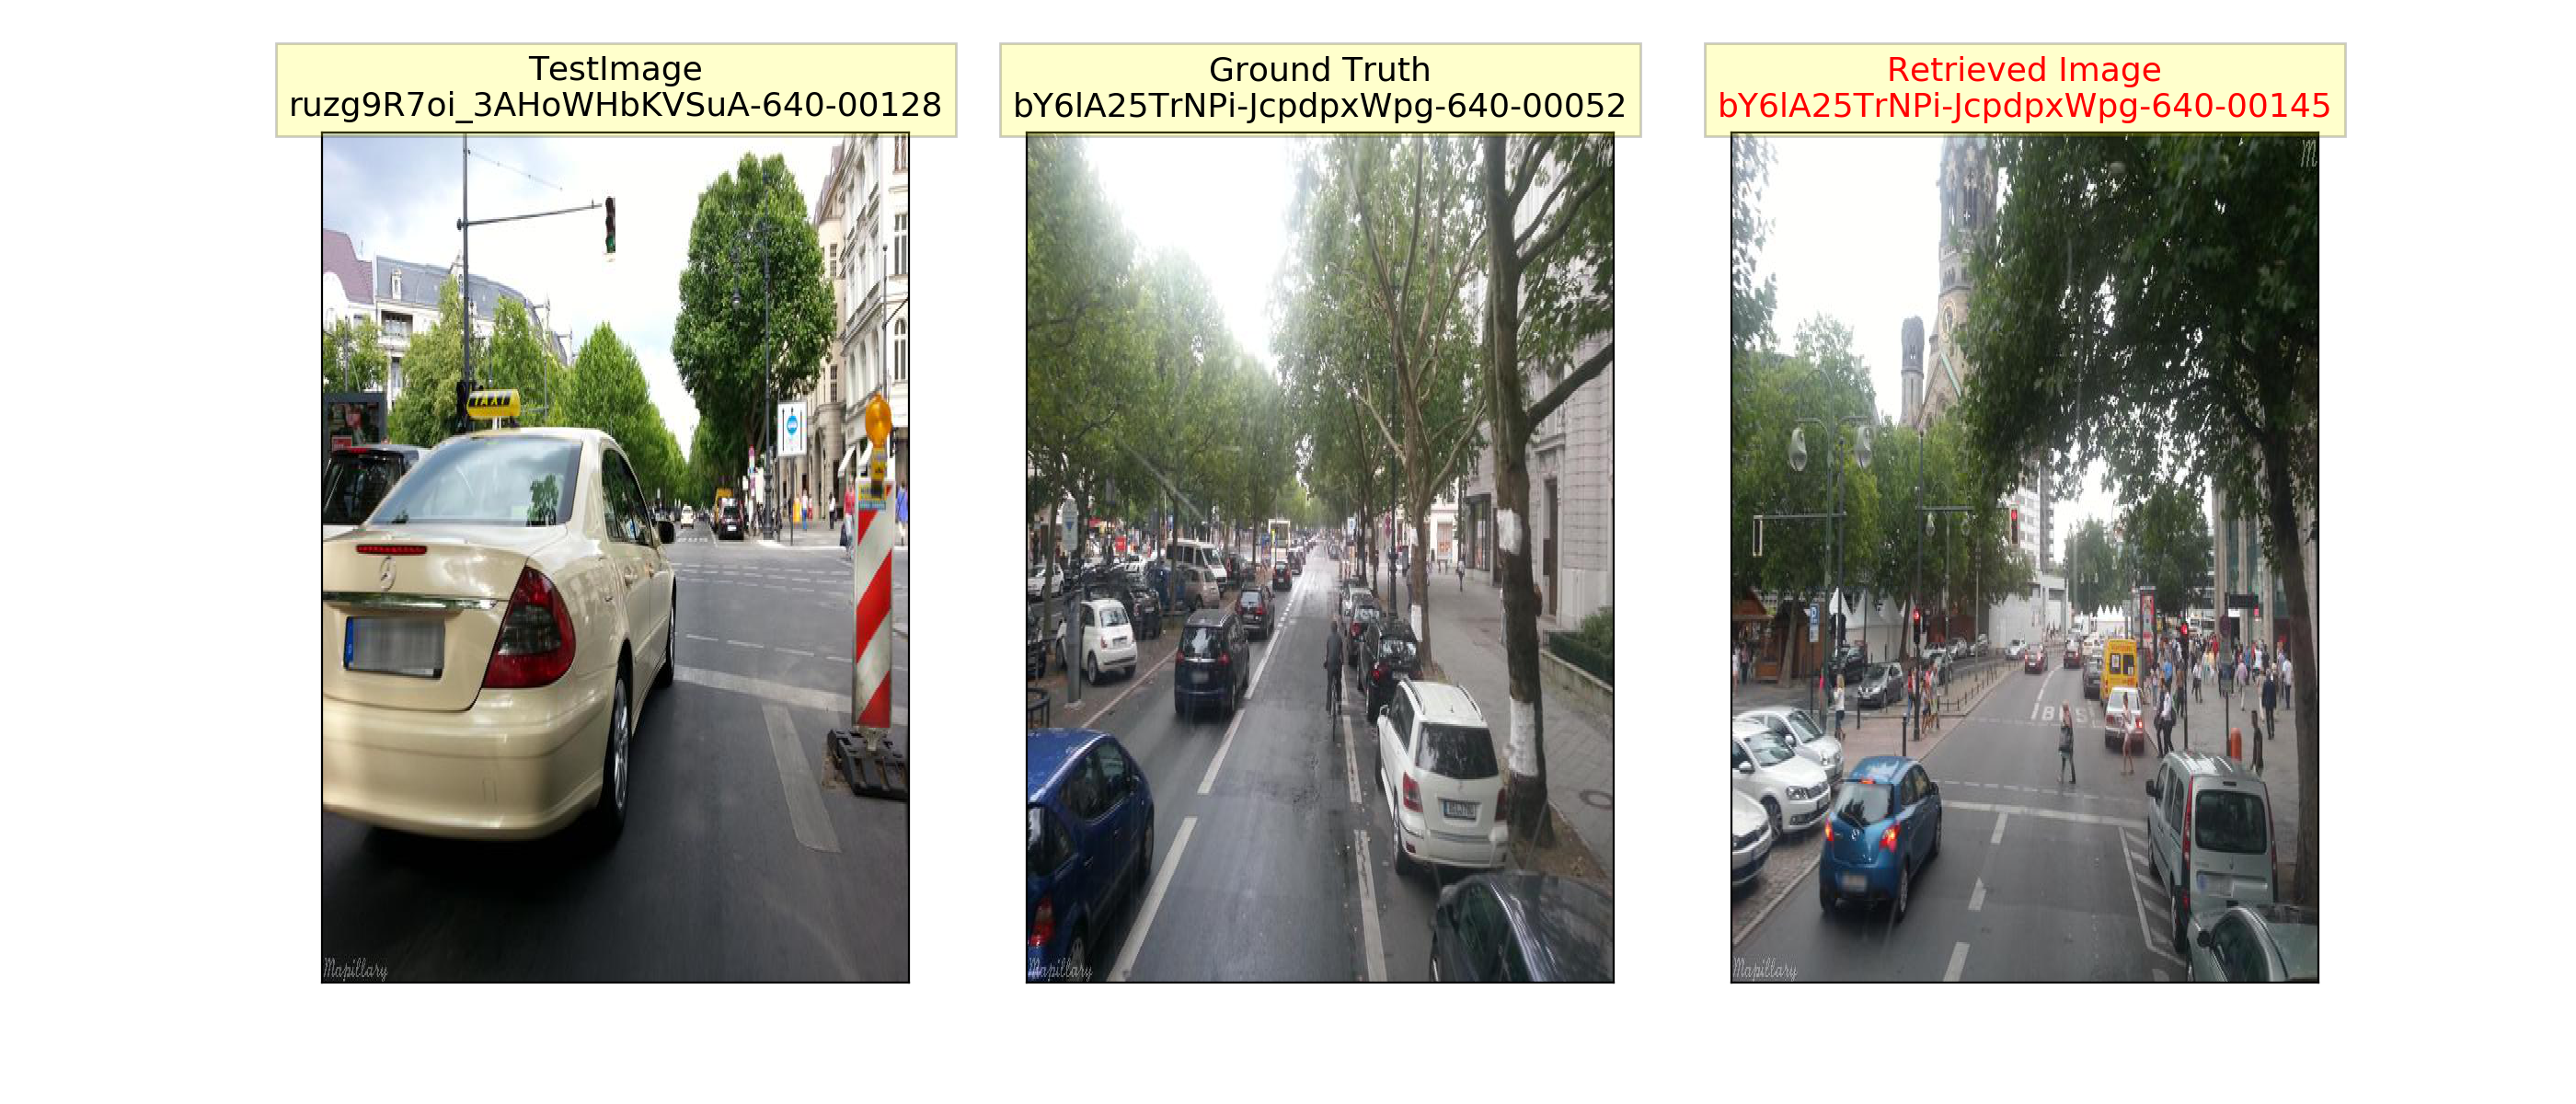 TestImage
ruzg9R7oi_3AHoWHbKVSuA-640-00128
Ground Truth
bY6lA25TrNPi-JcpdpxWpg-640-00052
Retrieved Image
bY6lA25TrNPi-JcpdpxWpg-640-00145
TAXI
BUS
Mapillary
Mapillary
Mapillary